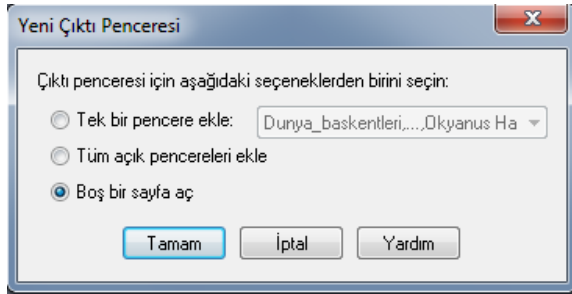 Yeni Çıktı Penceresi
Çıktı penceresi için aşağıdaki seçeneklerden birini seçin:
Tek bir pencere ekle: Dunya_baskentleri,...,Okyanus Ha
Tüm açık pencereleri ekle
Boş bir sayfa aç
Tamam İptal Yardım